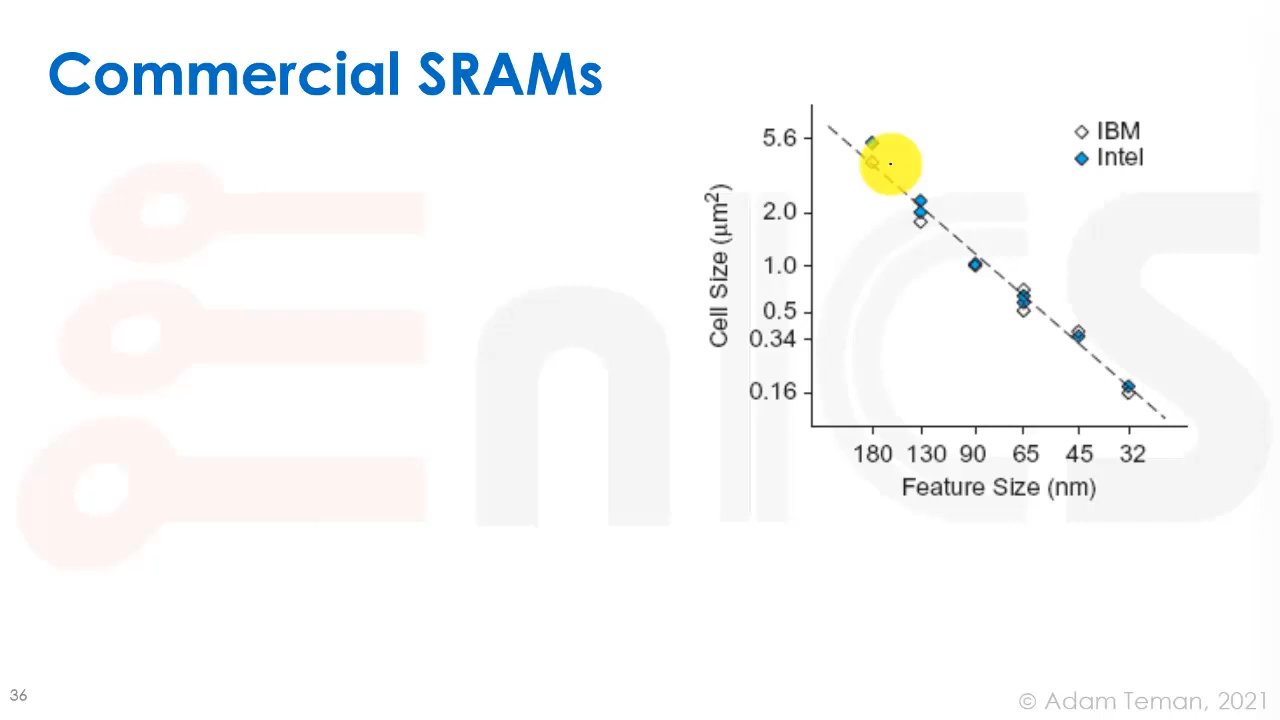 Commercial SRAMs
IBM
Intel
Cell Size (μm²)
5.6
2.0
1.0
0.5
0.34
0.16
180 130 90 65 45 32
Feature Size (nm)
enICS
36
© Adam Teman, 2021